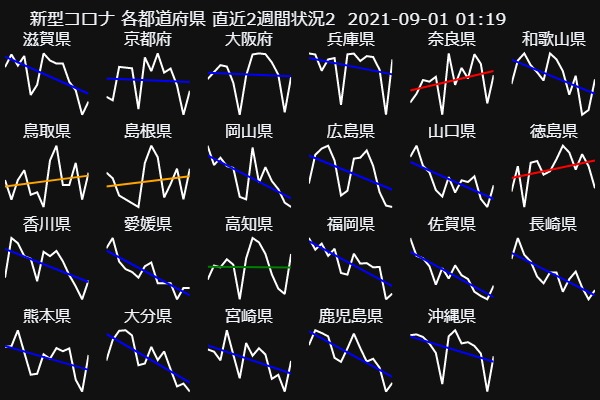 新型コロナ 各都道府県 直近2週間状況2 2021-09-01 01:19
滋賀県 京都府 大阪府 兵庫県 奈良県 和歌山県
鳥取県 島根県 岡山県 広島県 山口県 徳島県
香川県 愛媛県 高知県 福岡県 佐賀県 長崎県
熊本県 大分県 宮崎県 鹿児島県 沖縄県